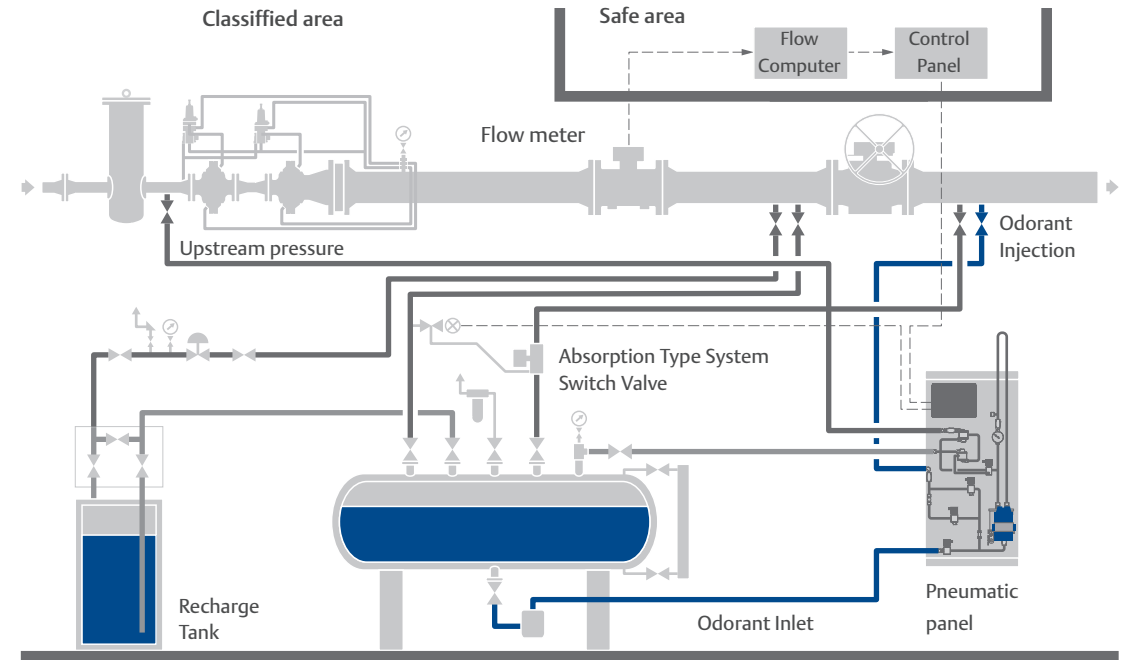 Classiffied area
Safe area
Flow
Computer
Control
Panel
Flow meter
Upstream pressure
Odorant
Injection
Absorption Type System
Switch Valve
Recharge
Tank
Odorant Inlet
Pneumatic
panel